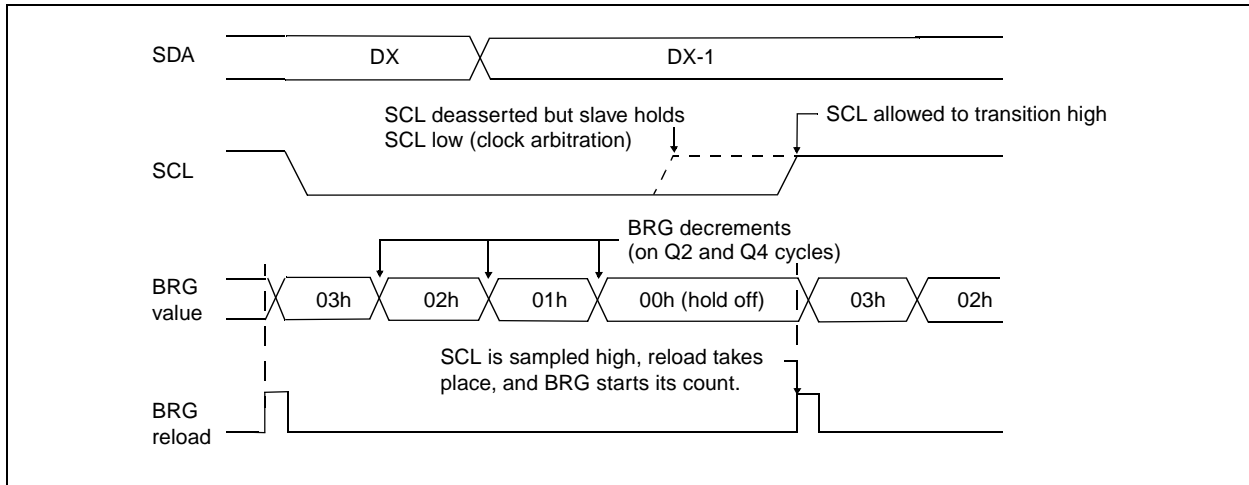 SDA
DX
DX-1
SCL deasserted but slave holds
SCL low (clock arbitration)
SCL allowed to transition high
SCL
BRG decrements
(on Q2 and Q4 cycles)
BRG
value
03h
02h
01h
00h (hold off)
03h
02h
SCL is sampled high, reload takes
place, and BRG starts its count.
BRG
reload